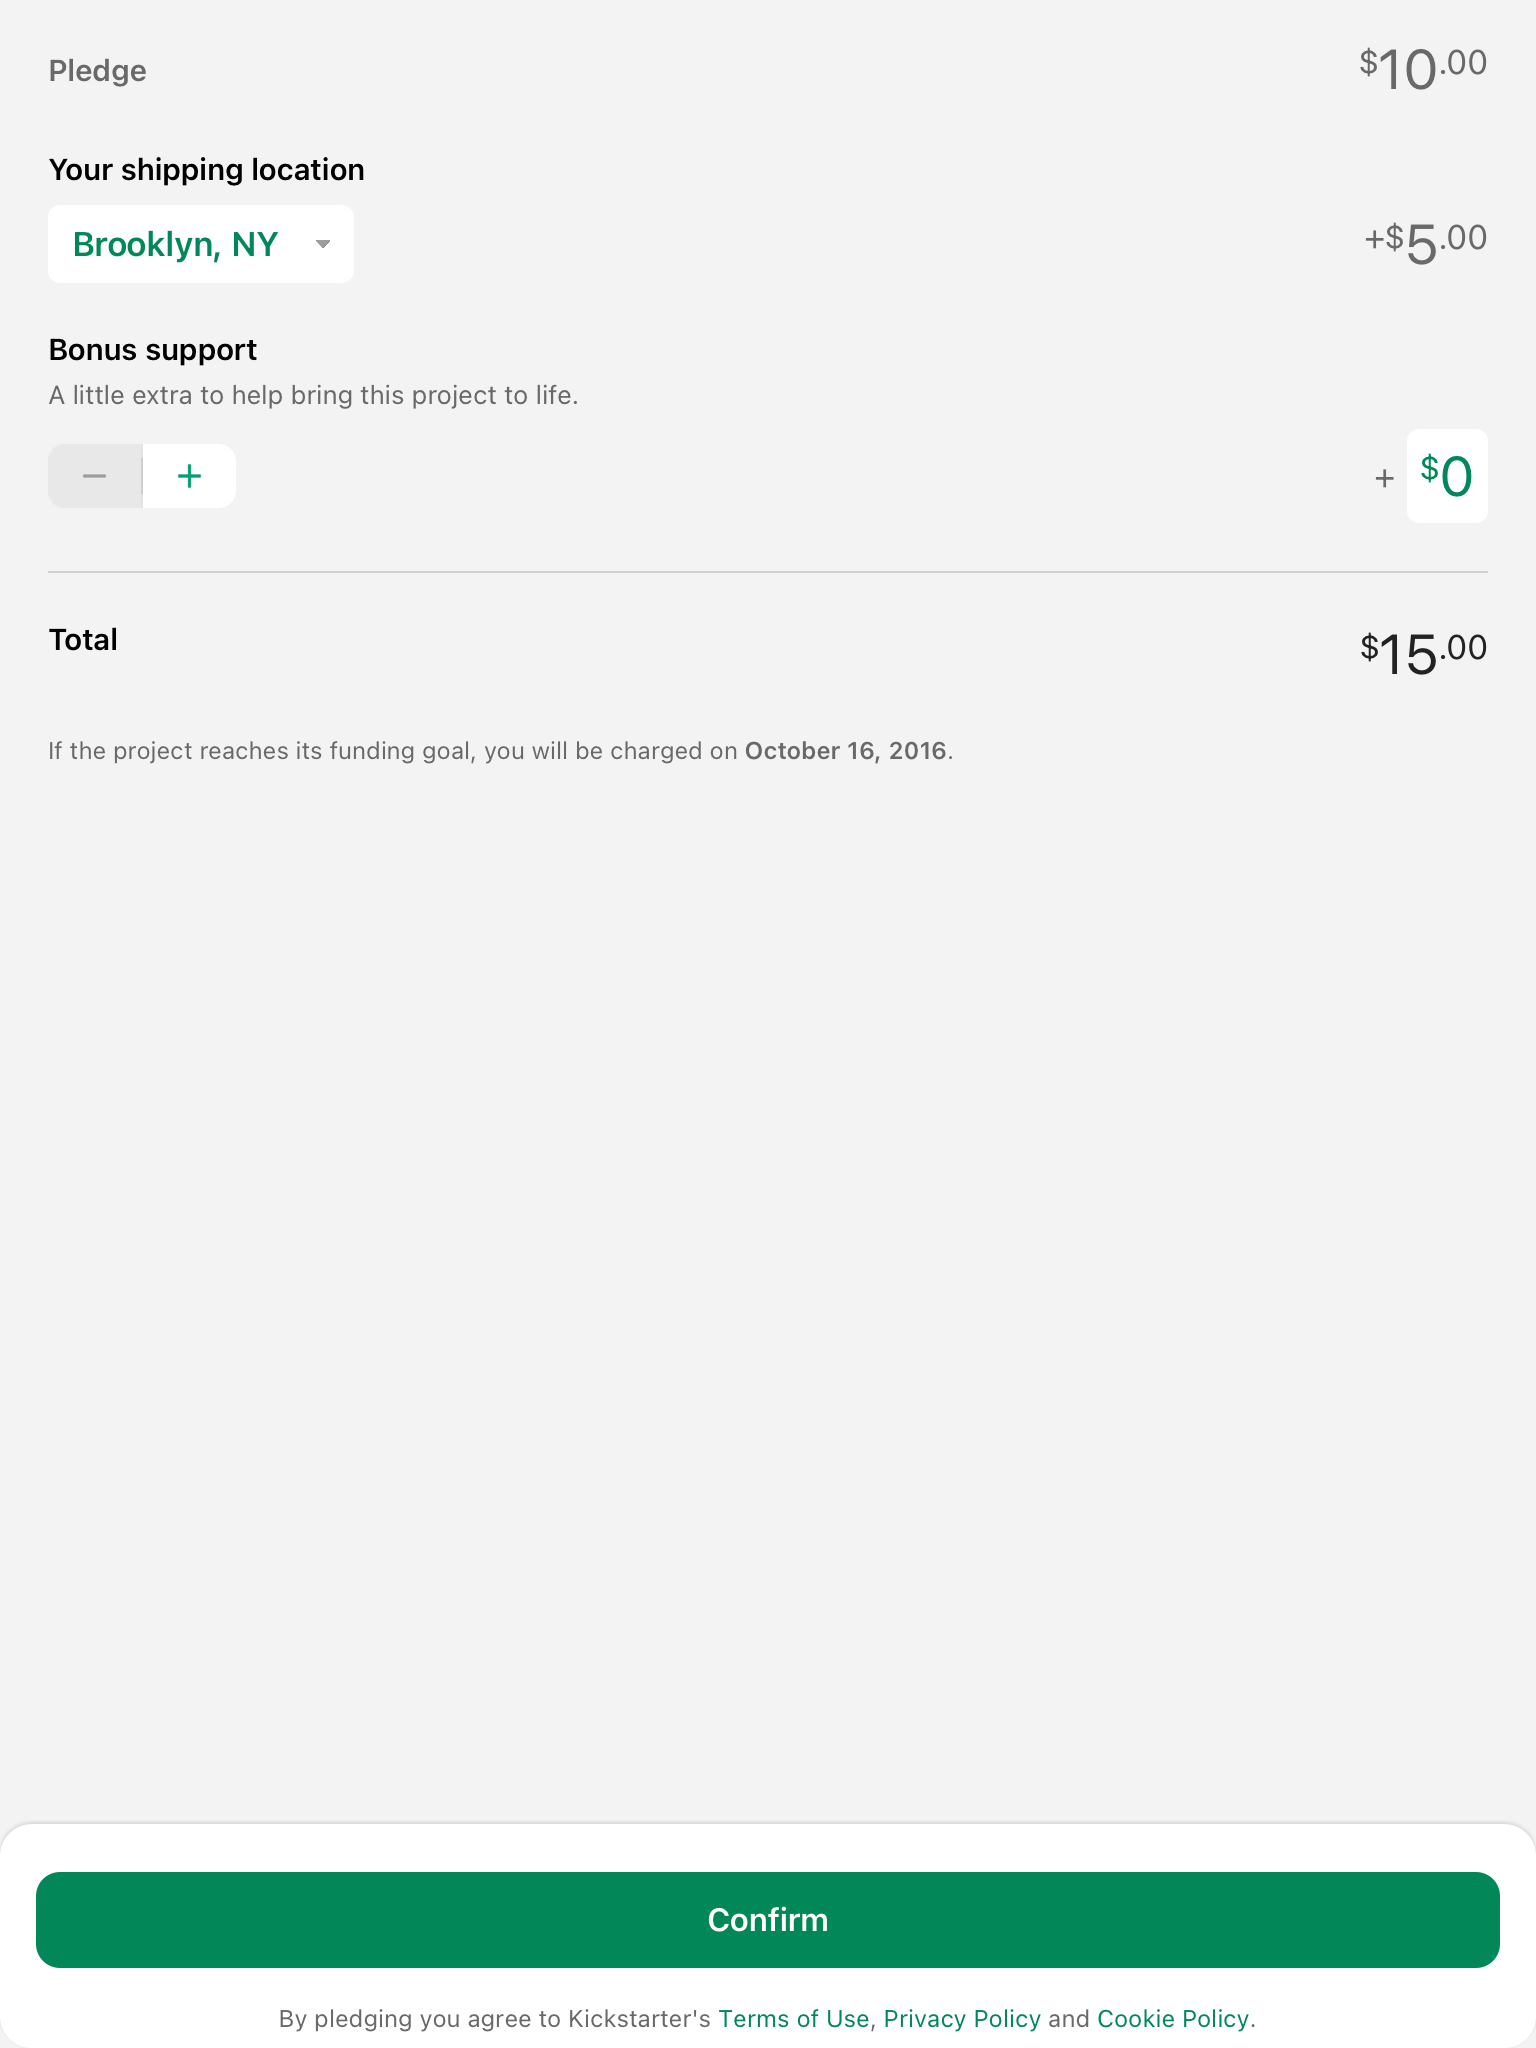 Pledge $10.00
Your shipping location
Brooklyn, NY +$5.00
Bonus support
A little extra to help bring this project to life.
− + + $0
Total $15.00
If the project reaches its funding goal, you will be charged on October 16, 2016.
Confirm
By pledging you agree to Kickstarter's Terms of Use, Privacy Policy and Cookie Policy.